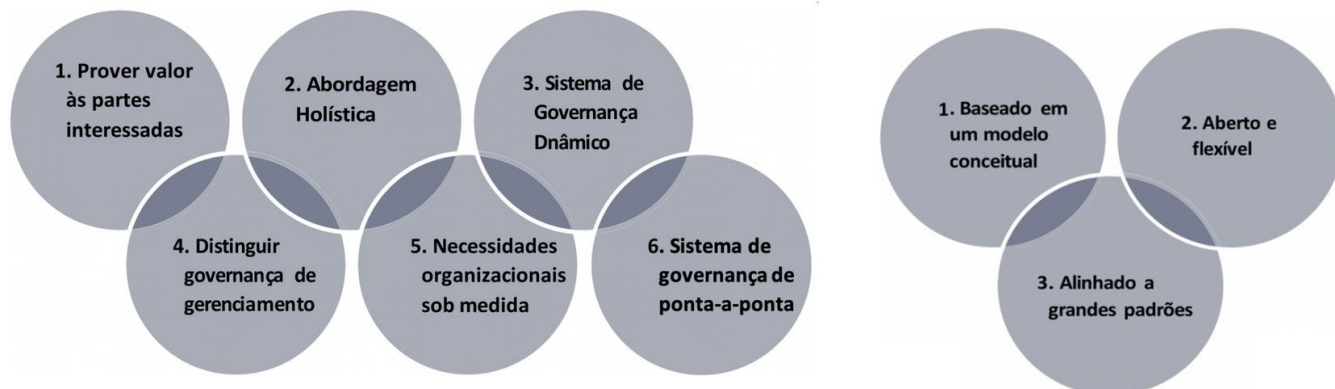 1. Prover valor
às partes
interessadas
2. Abordagem
Holística
3. Sistema de
Governança
Dnâmico
4. Distinguir
governança de
gerenciamento
5. Necessidades
organizacionais
sob medida
6. Sistema de
governança de
ponta-a-ponta
1. Baseado em
um modelo
conceitual
2. Aberto e
flexível
3. Alinhado a
grandes padrões